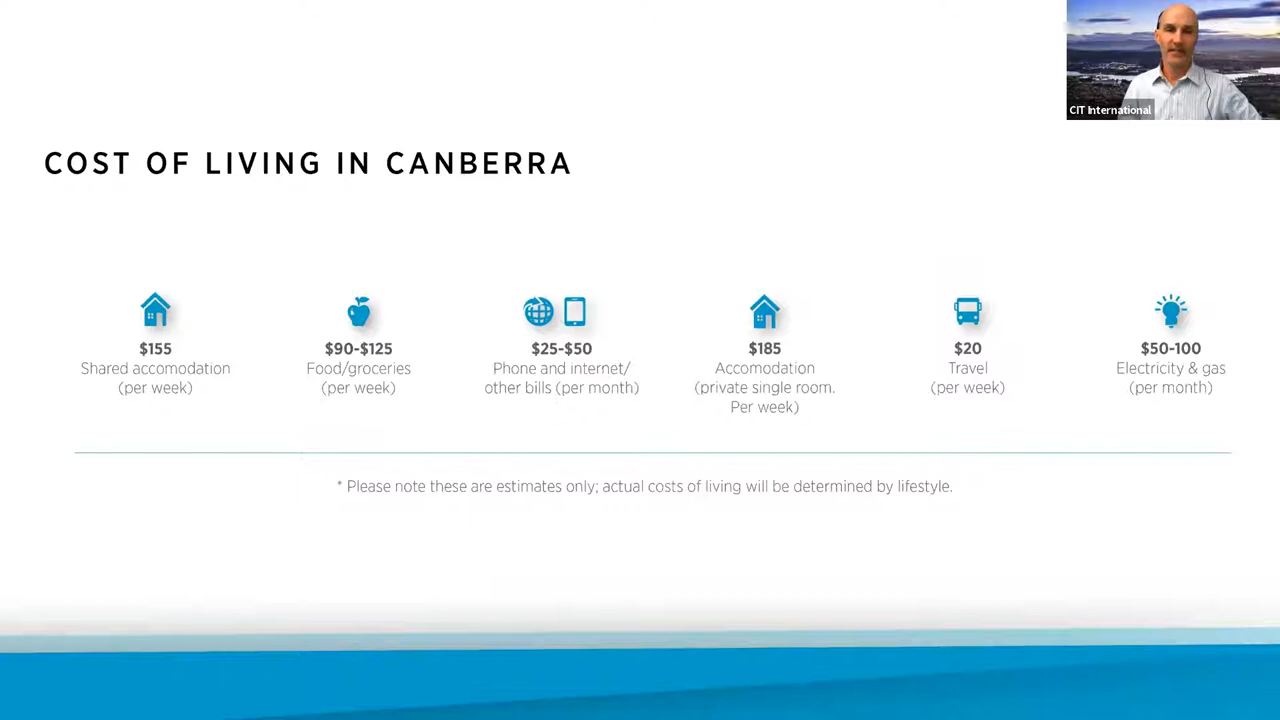 CIT International
COST OF LIVING IN CANBERRA
$155
Shared accomodation
(per week)
$90-$125
Food/groceries
(per week)
$25-$50
Phone and internet/
other bills (per month)
$185
Accomodation
(private single room.
Per week)
$20
Travel
(per week)
$50-100
Electricity & gas
(per month)
* Please note these are estimates only; actual costs of living will be determined by lifestyle.